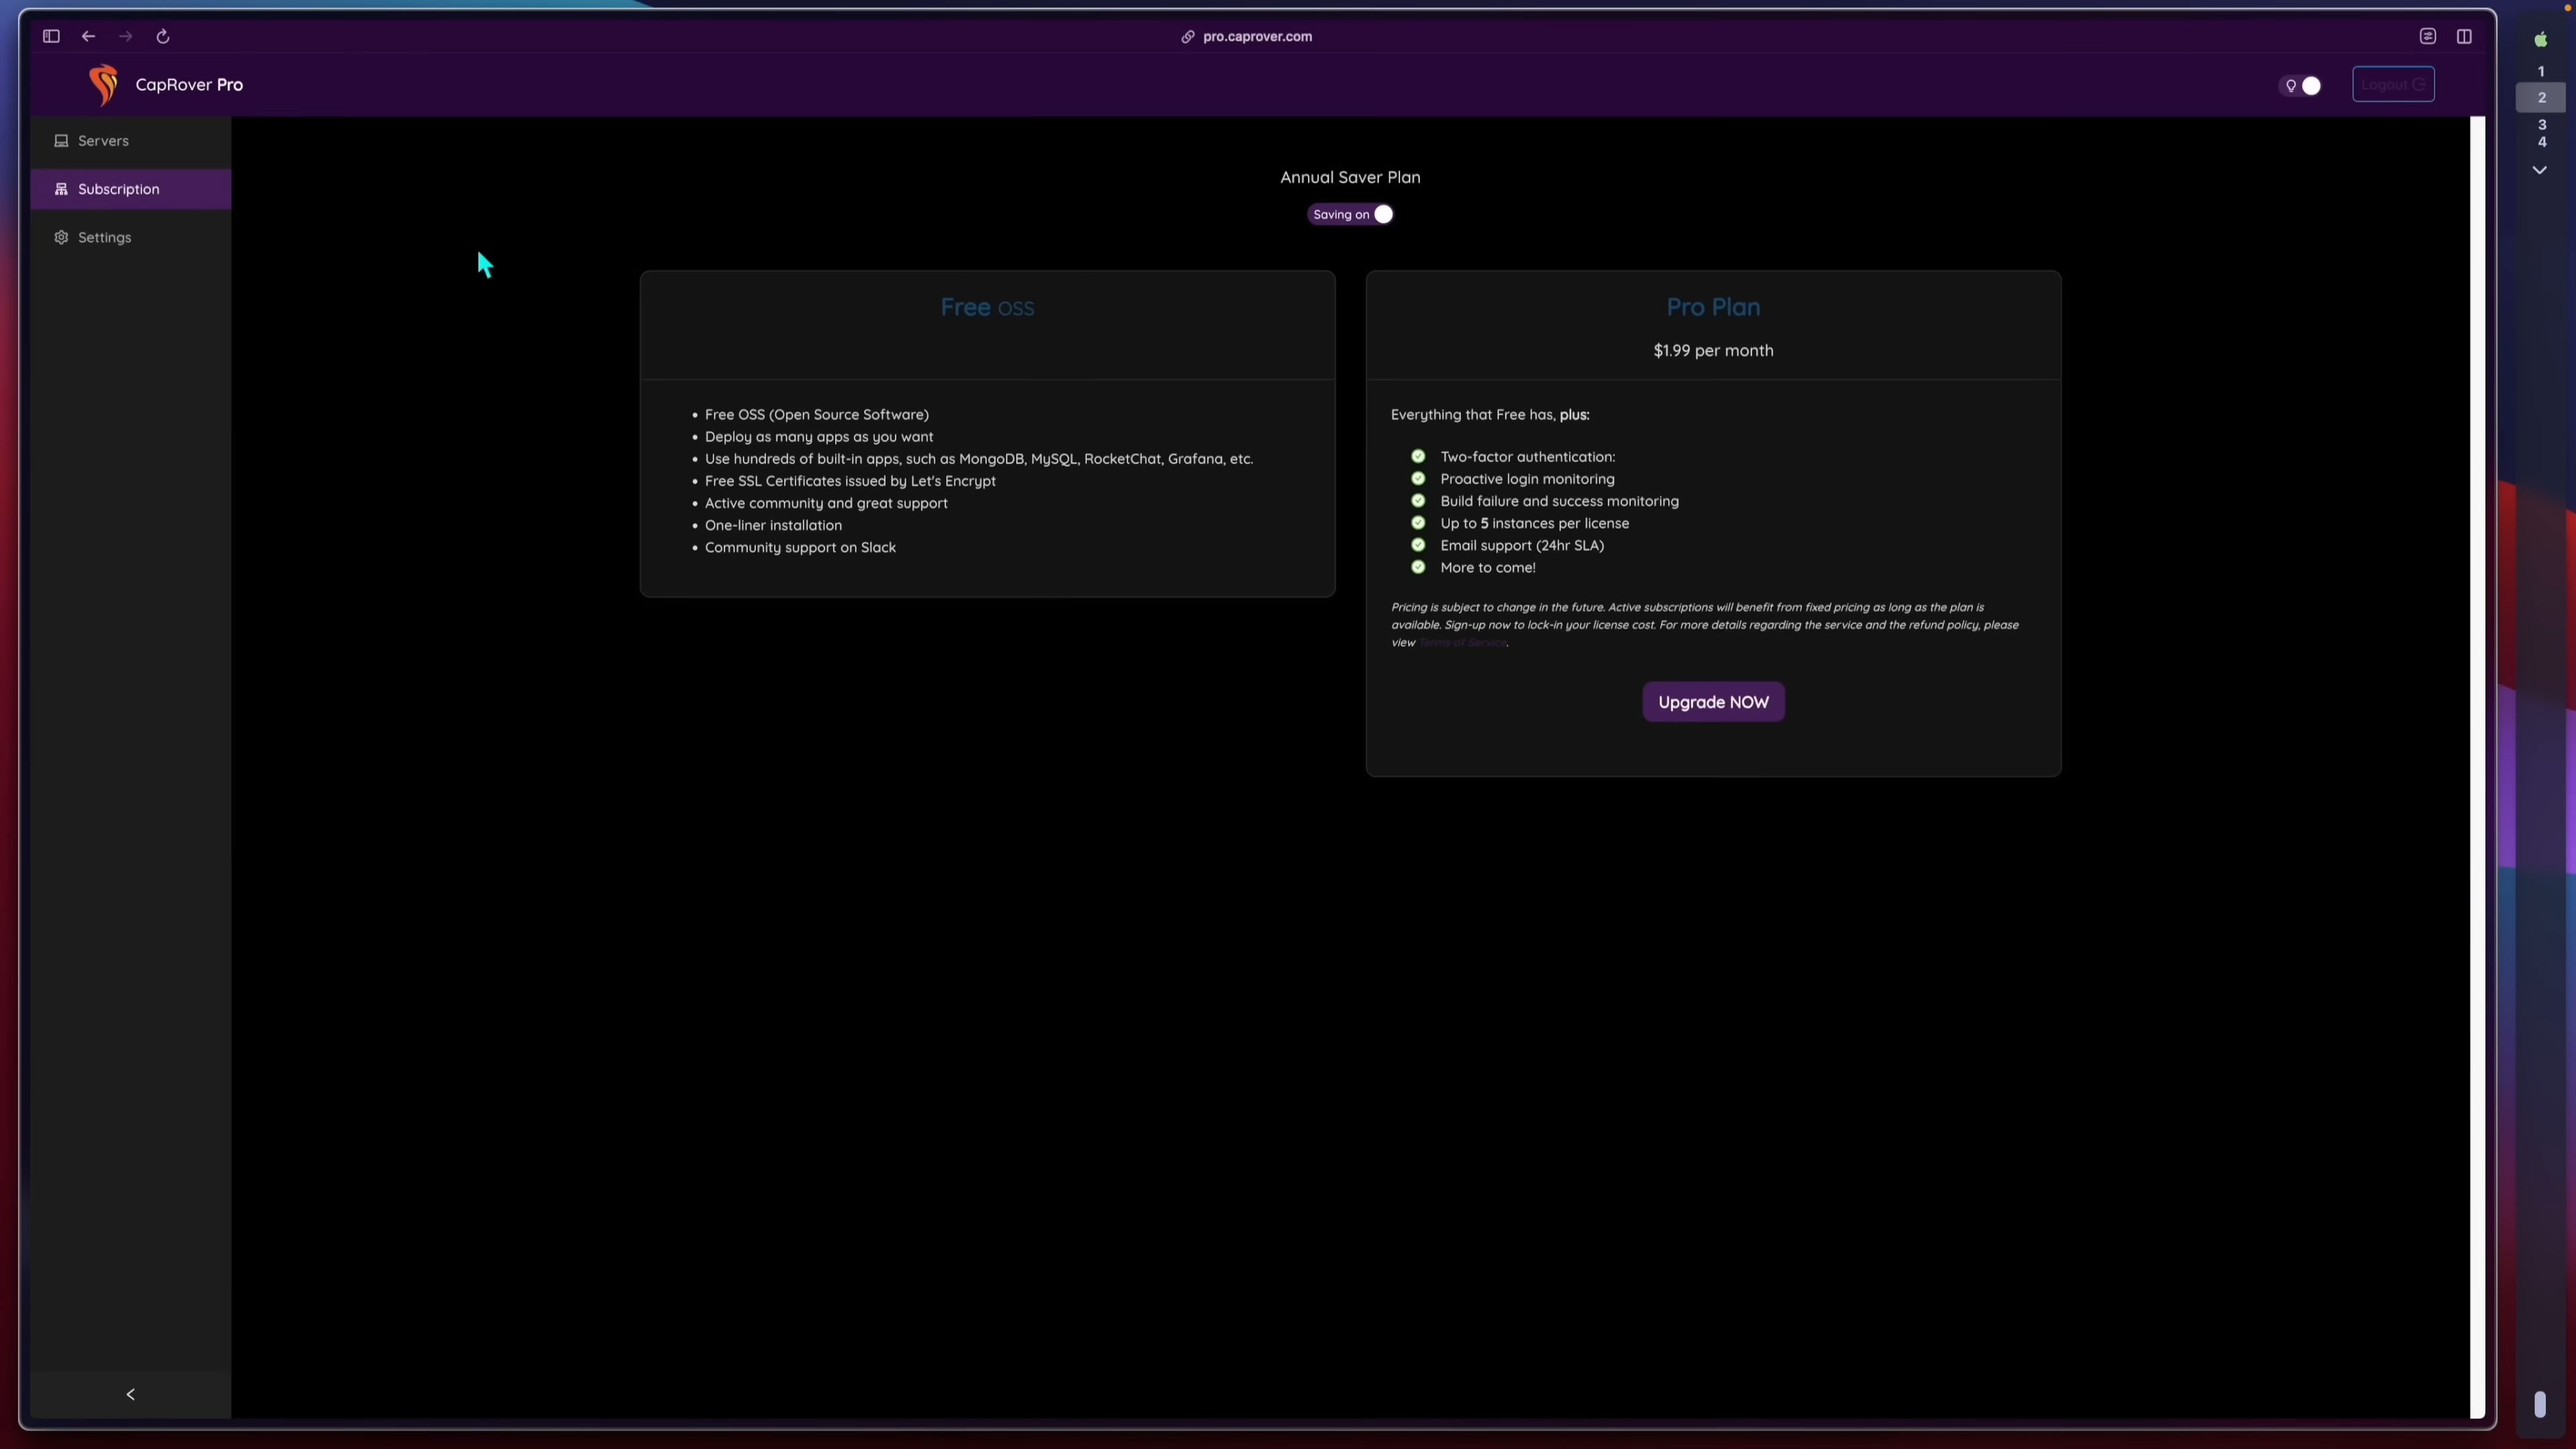 pro.caprover.com
CapRover Pro
Logout
1
2
3
4
Servers
Subscription
Settings
Annual Saver Plan
Saving on
Free OSS
Free OSS (Open Source Software)
Deploy as many apps as you want
Use hundreds of built-in apps, such as MongoDB, MySQL, RocketChat, Grafana, etc.
Free SSL Certificates issued by Let's Encrypt
Active community and great support
One-liner installation
Community support on Slack
Pro Plan
$1.99 per month
Everything that Free has, plus:
Two-factor authentication:
Proactive login monitoring
Build failure and success monitoring
Up to 5 instances per license
Email support (24hr SLA)
More to come!
Pricing is subject to change in the future. Active subscriptions will benefit from fixed pricing as long as the plan is
available. Sign-up now to lock-in your license cost. For more details regarding the service and the refund policy, please
view Terms of Service.
Upgrade NOW